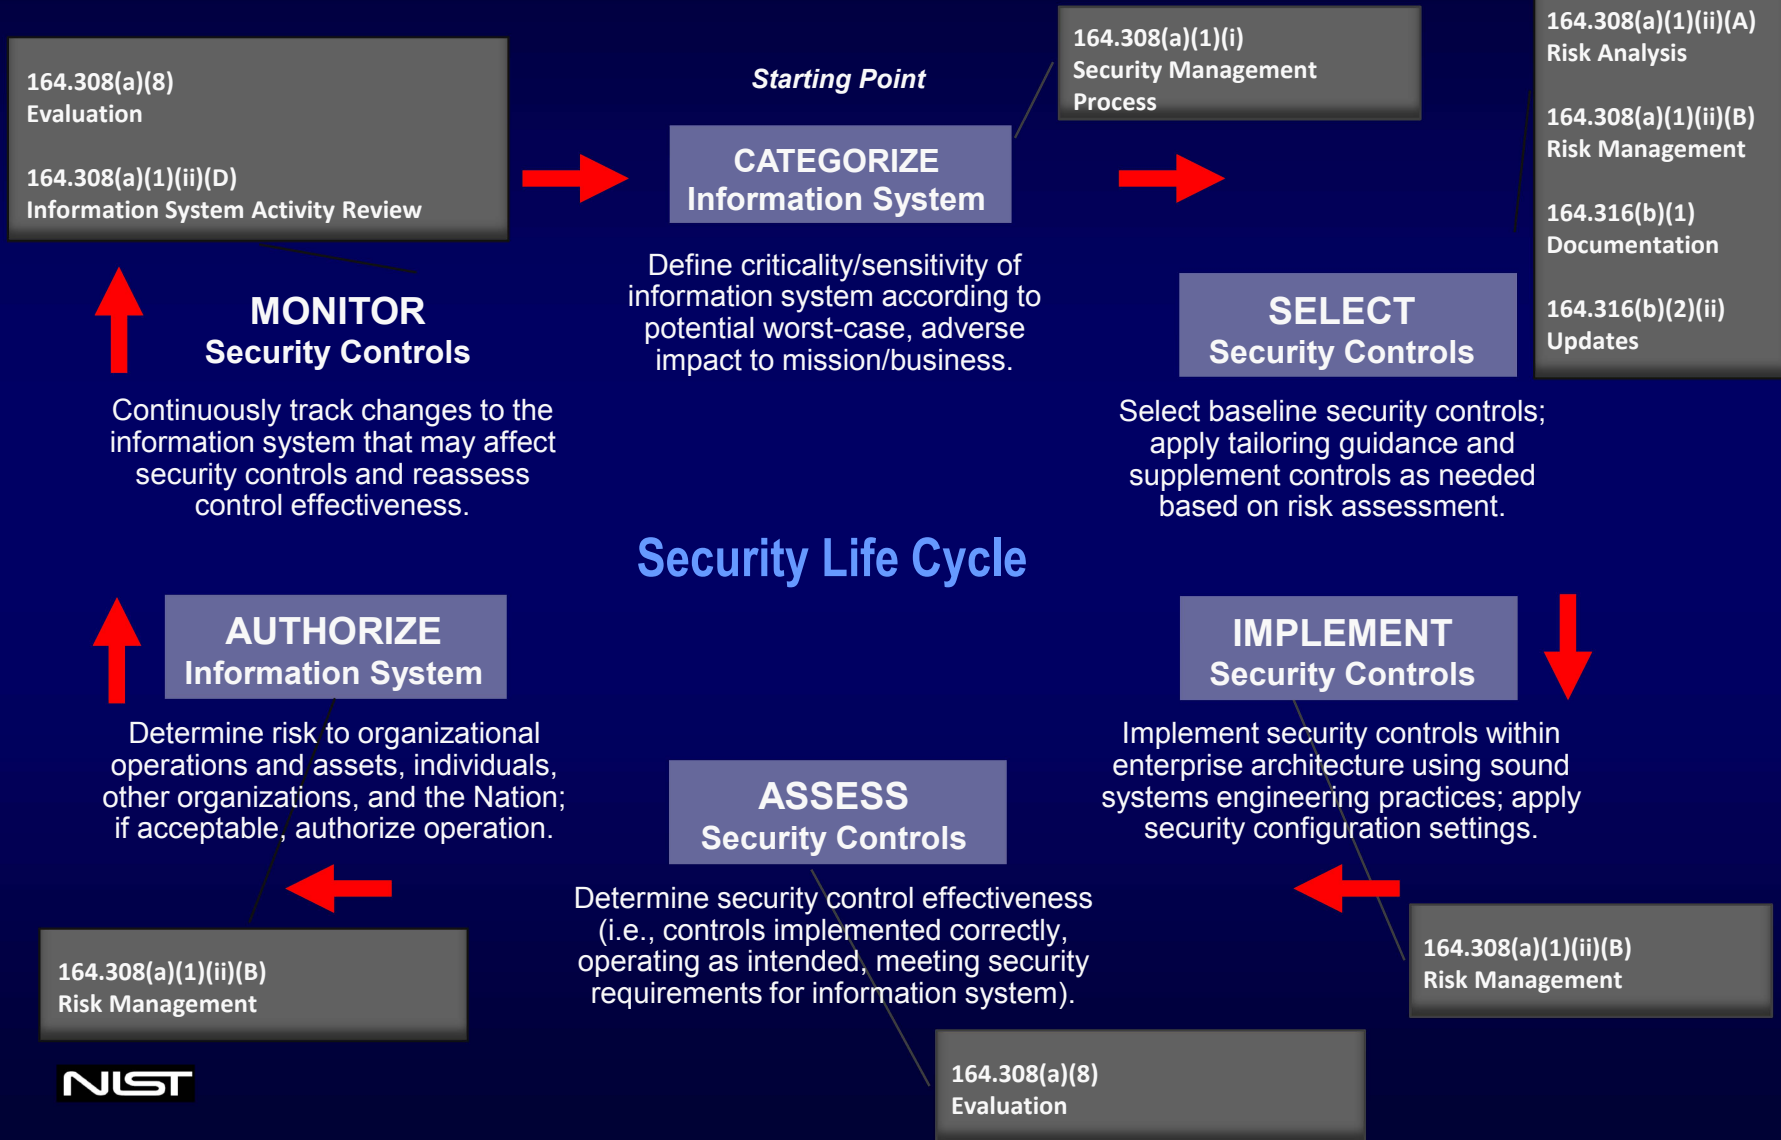 164.308(a)(8)
Evaluation
164.308(a)(1)(ii)(D)
Information System Activity Review
Starting Point
CATEGORIZE
Information System
Define criticality/sensitivity of
information system according to
potential worst-case, adverse
impact to mission/business.
164.308(a)(1)(i)
Security Management
Process
164.308(a)(1)(ii)(A)
Risk Analysis
164.308(a)(1)(ii)(B)
Risk Management
164.316(b)(1)
Documentation
164.316(b)(2)(ii)
Updates
SELECT
Security Controls
Select baseline security controls;
apply tailoring guidance and
supplement controls as needed
based on risk assessment.
MONITOR
Security Controls
Continuously track changes to the
information system that may affect
security controls and reassess
control effectiveness.
Security Life Cycle
AUTHORIZE
Information System
Determine risk to organizational
operations and assets, individuals,
other organizations, and the Nation;
if acceptable, authorize operation.
IMPLEMENT
Security Controls
Implement security controls within
enterprise architecture using sound
systems engineering practices; apply
security configuration settings.
ASSESS
Security Controls
Determine security control effectiveness
(i.e., controls implemented correctly,
operating as intended, meeting security
requirements for information system).
164.308(a)(1)(ii)(B)
Risk Management
164.308(a)(1)(ii)(B)
Risk Management
164.308(a)(8)
Evaluation
NIST